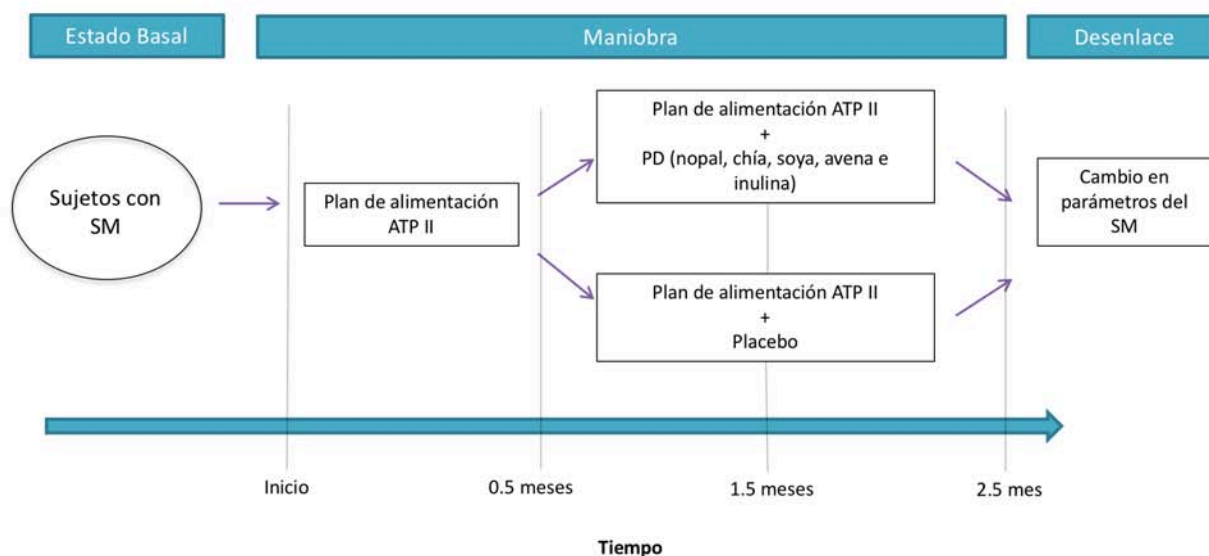 Estado Basal
Maniobra
Desenlace
Sujetos con
SM
Plan de alimentación
ATP II
Plan de alimentación ATP II
+
PD (nopal, chía, soya, avena e
inulina)
Plan de alimentación ATP II
+
Placebo
Cambio en
parámetros del
SM
Inicio
0.5 meses
1.5 meses
2.5 mes
Tiempo